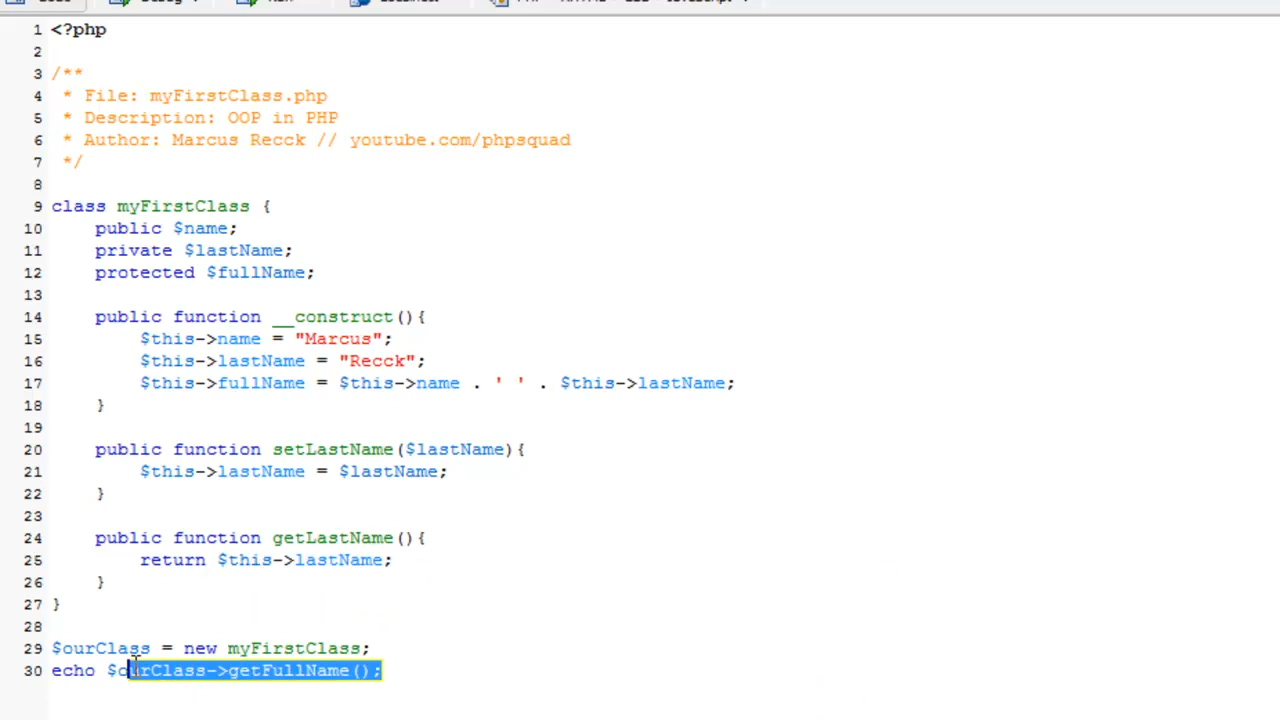 1 <?php
2
3 /**
4 * File: myFirstClass.php
5 * Description: OOP in PHP
6 * Author: Marcus Recck // youtube.com/phpsquad
7 */
8
9 class myFirstClass {
10 public $name;
11 private $lastName;
12 protected $fullName;
13
14 public function __construct(){
15 $this->name = "Marcus";
16 $this->lastName = "Recck";
17 $this->fullName = $this->name . ' ' . $this->lastName;
18 }
19
20 public function setLastName($lastName){
21 $this->lastName = $lastName;
22 }
23
24 public function getLastName(){
25 return $this->lastName;
26 }
27 }
28
29 $ourClass = new myFirstClass;
30 echo $ourClass->getFullName();